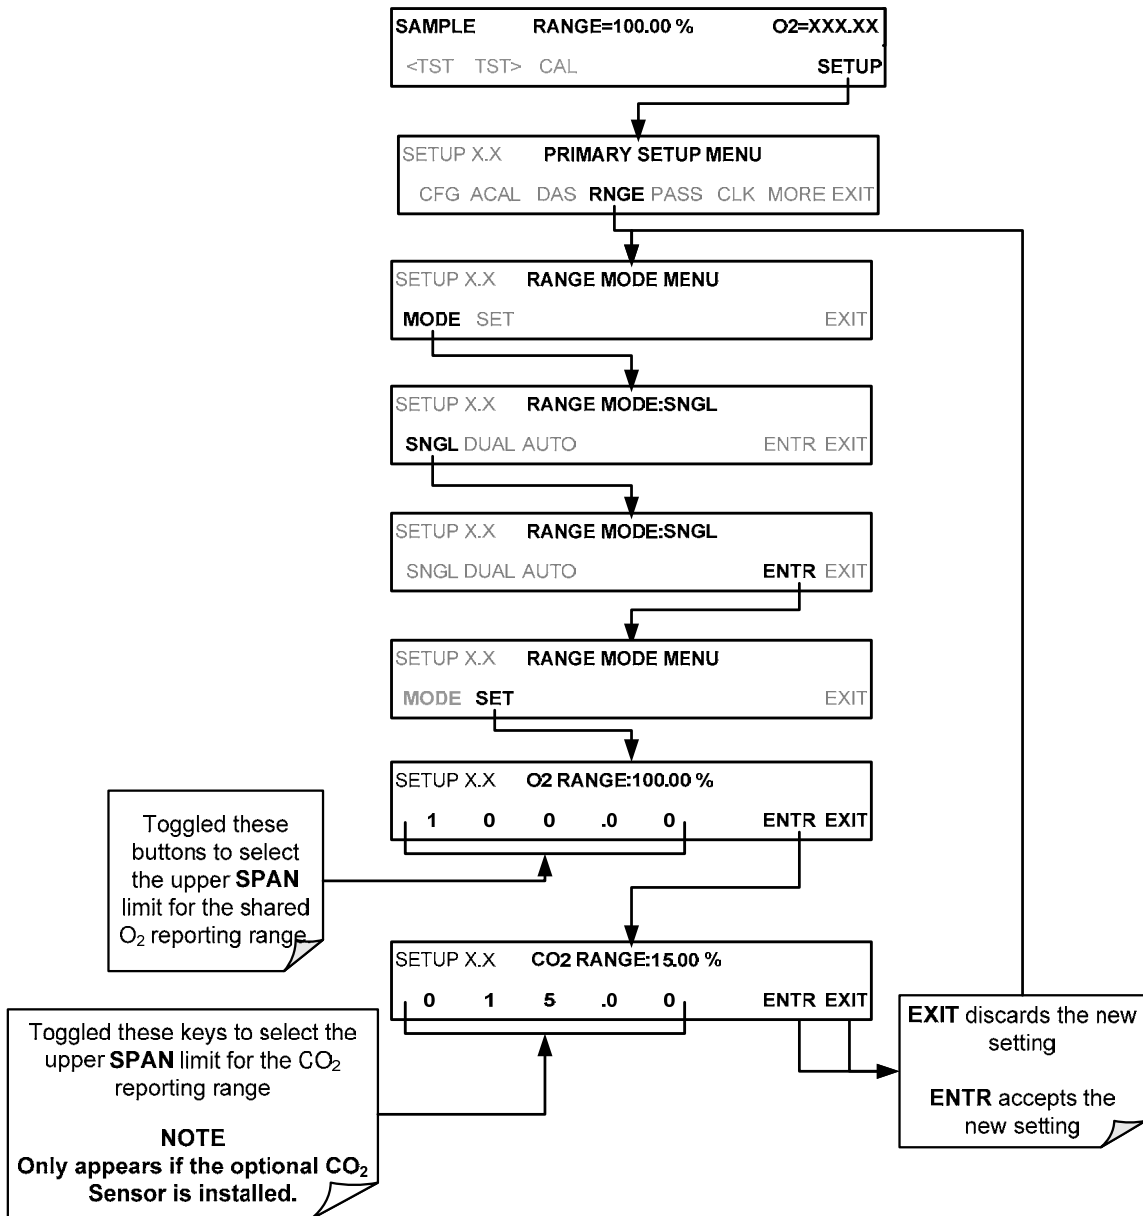 SAMPLE RANGE=100.00 % O2=XXX.XX
<TST TST> CAL SETUP
SETUP X.X PRIMARY SETUP MENU
CFG ACAL DAS RNGE PASS CLK MORE EXIT
SETUP X.X RANGE MODE MENU
MODE SET EXIT
SETUP X.X RANGE MODE:SNGL
SNGL DUAL AUTO ENTR EXIT
SETUP X.X RANGE MODE:SNGL
SNGL DUAL AUTO ENTR EXIT
SETUP X.X RANGE MODE MENU
MODE SET EXIT
SETUP X.X O2 RANGE:100.00 %
1 0 0 .0 0 ENTR EXIT
Toggled these
buttons to select
the upper SPAN
limit for the shared
O₂ reporting range
SETUP X.X CO2 RANGE:15.00 %
0 1 5 .0 0 ENTR EXIT
Toggled these keys to select the
upper SPAN limit for the CO₂
reporting range
NOTE
Only appears if the optional CO₂
Sensor is installed.
EXIT discards the new
setting
ENTR accepts the
new setting